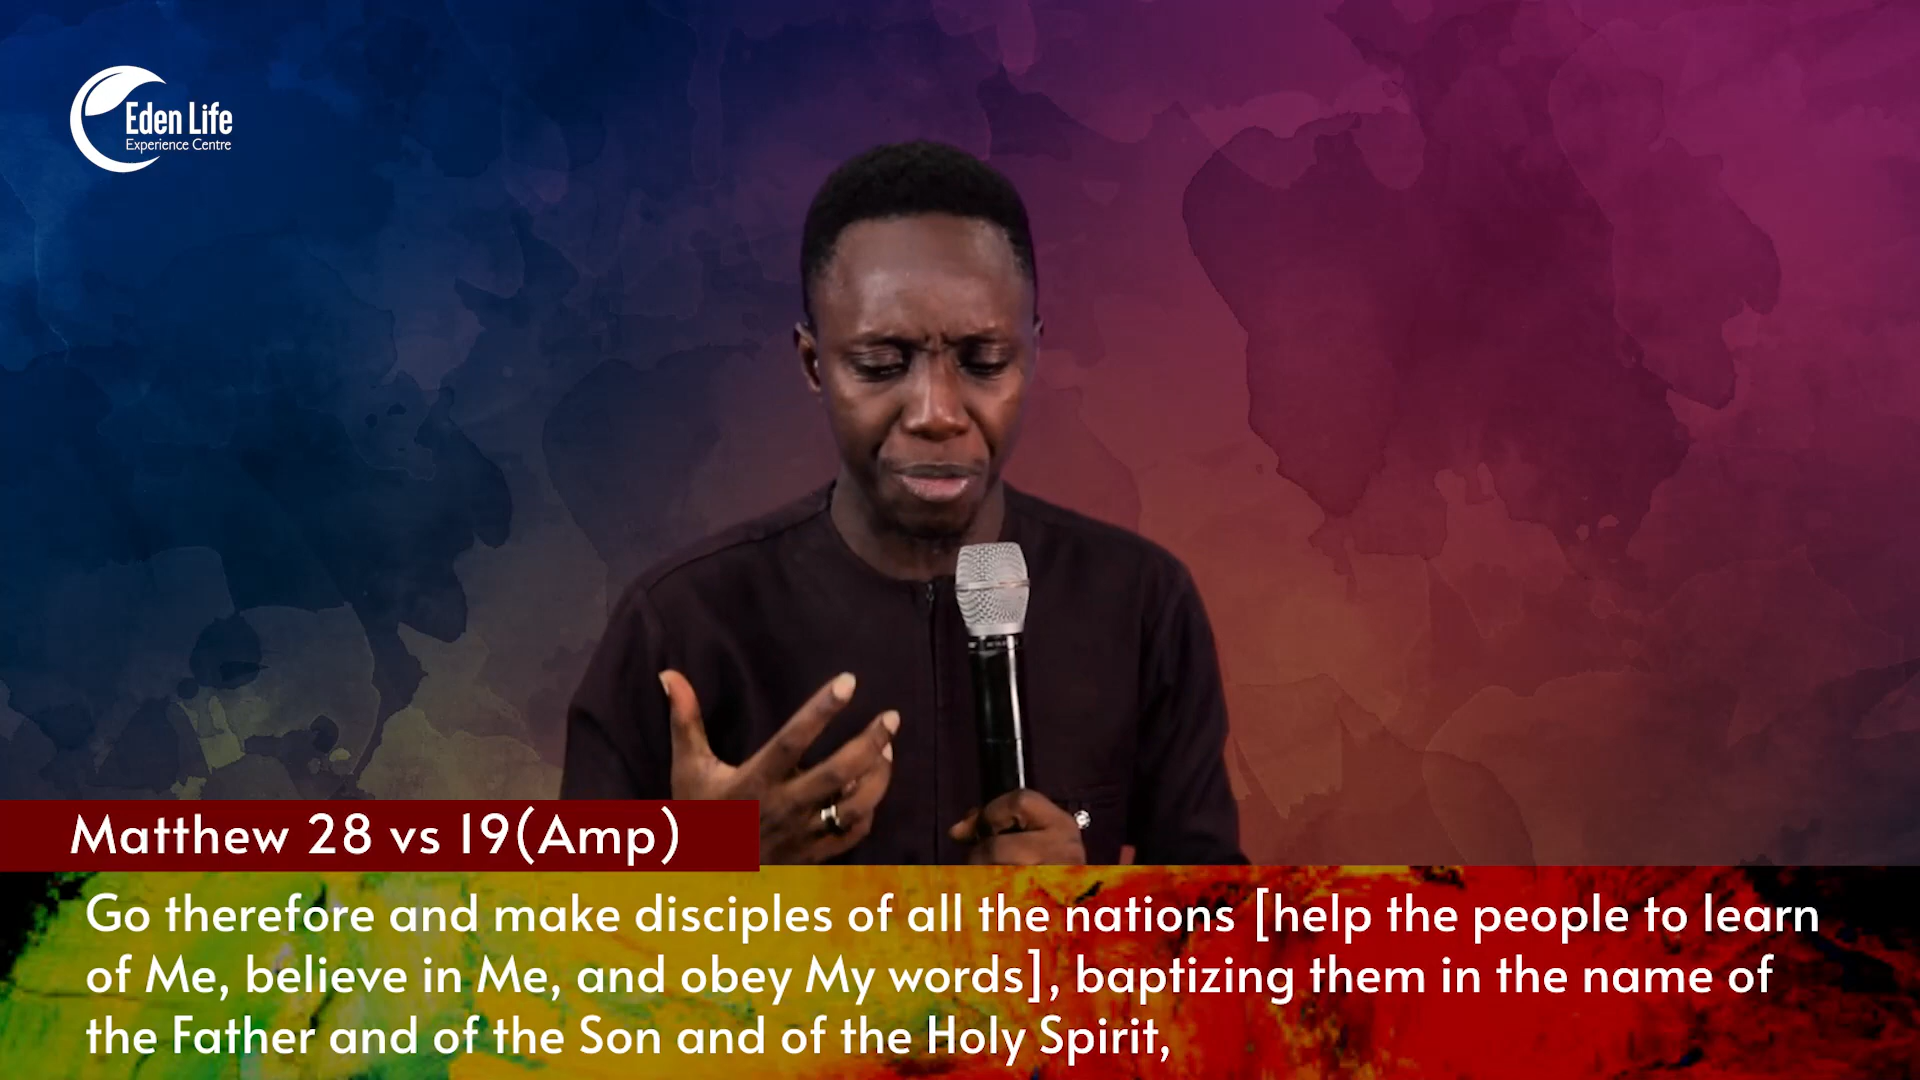 Eden Life
Experience Centre
Matthew 28 vs 19(Amp)
Go therefore and make disciples of all the nations [help the people to learn
of Me, believe in Me, and obey My words], baptizing them in the name of
the Father and of the Son and of the Holy Spirit,